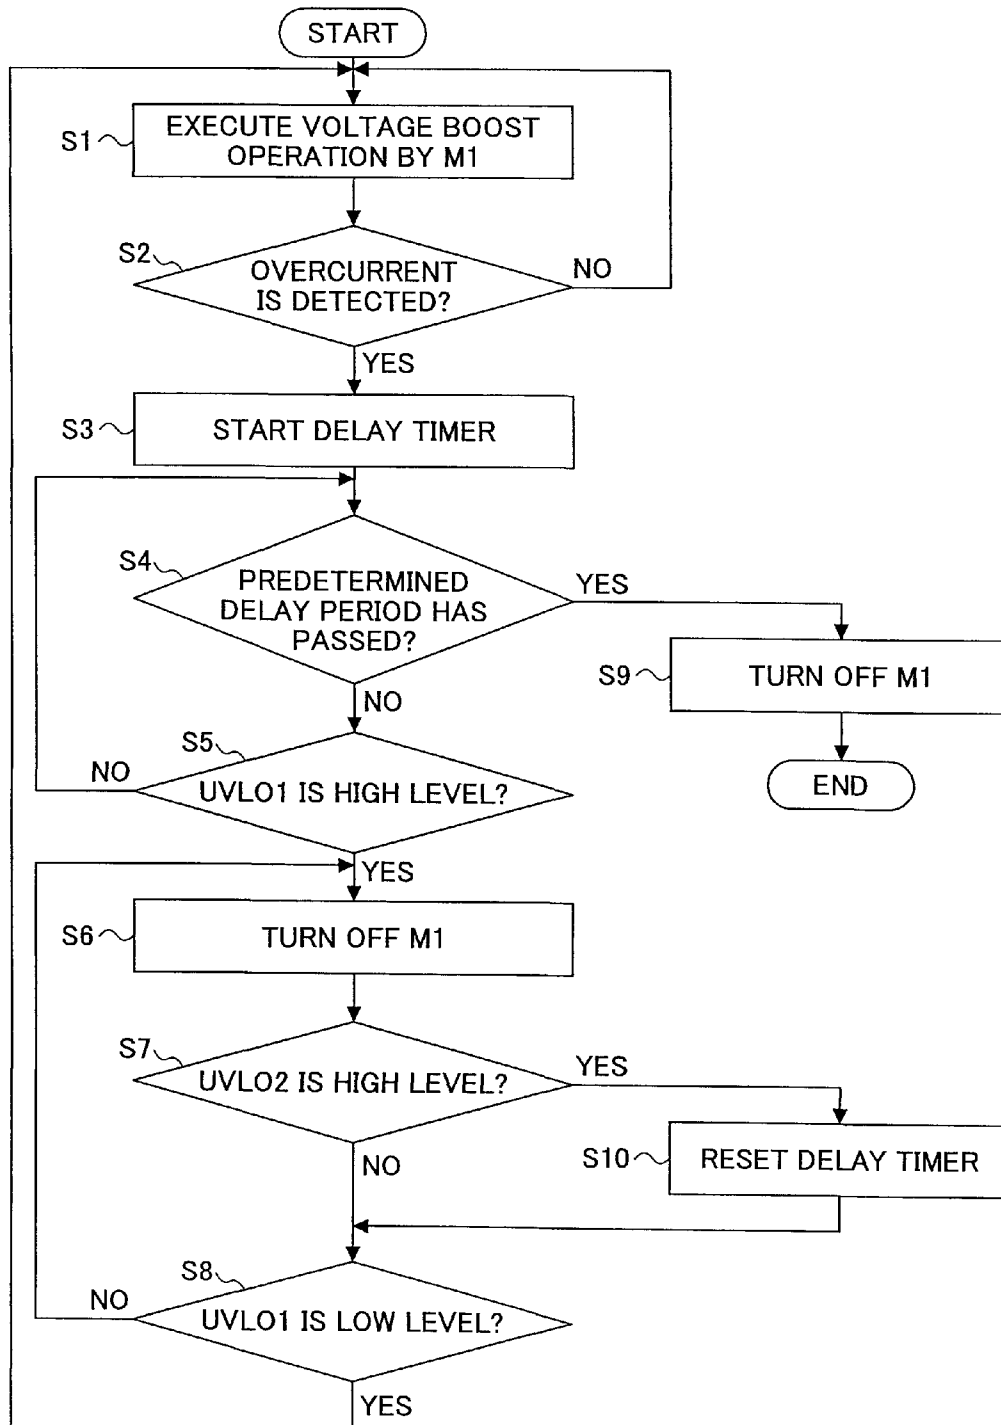 START
S1
EXECUTE VOLTAGE BOOST
OPERATION BY M1
S2
OVERCURRENT
IS DETECTED?
NO
YES
S3
START DELAY TIMER
S4
PREDETERMINED
DELAY PERIOD HAS
PASSED?
YES
NO
S9
TURN OFF M1
END
S5
UVLO1 IS HIGH LEVEL?
NO
YES
S6
TURN OFF M1
S7
UVLO2 IS HIGH LEVEL?
YES
NO
S10
RESET DELAY TIMER
S8
UVLO1 IS LOW LEVEL?
NO
YES